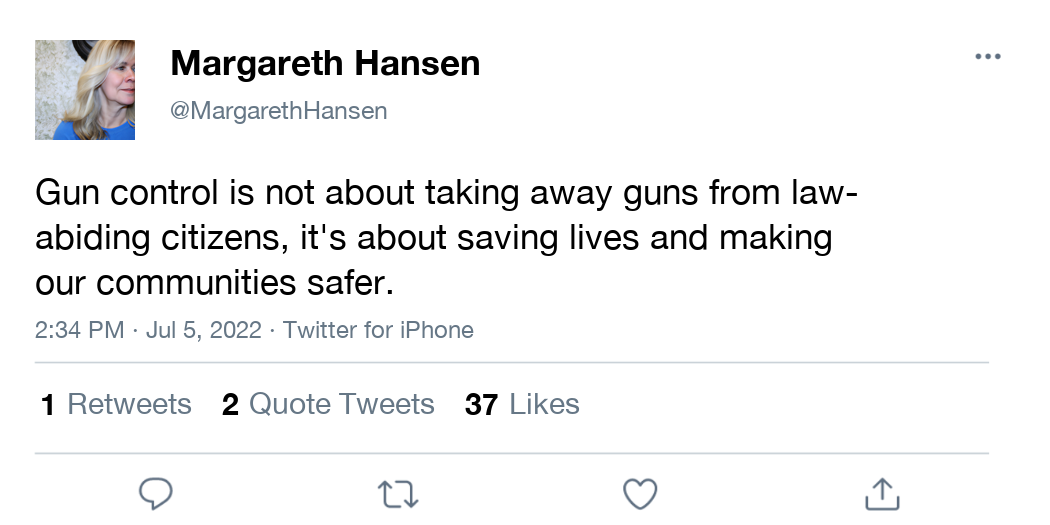 Margareth Hansen
@MargarethHansen
Gun control is not about taking away guns from law-
abiding citizens, it's about saving lives and making
our communities safer.
2:34 PM · Jul 5, 2022 · Twitter for iPhone
1 Retweets 2 Quote Tweets 37 Likes